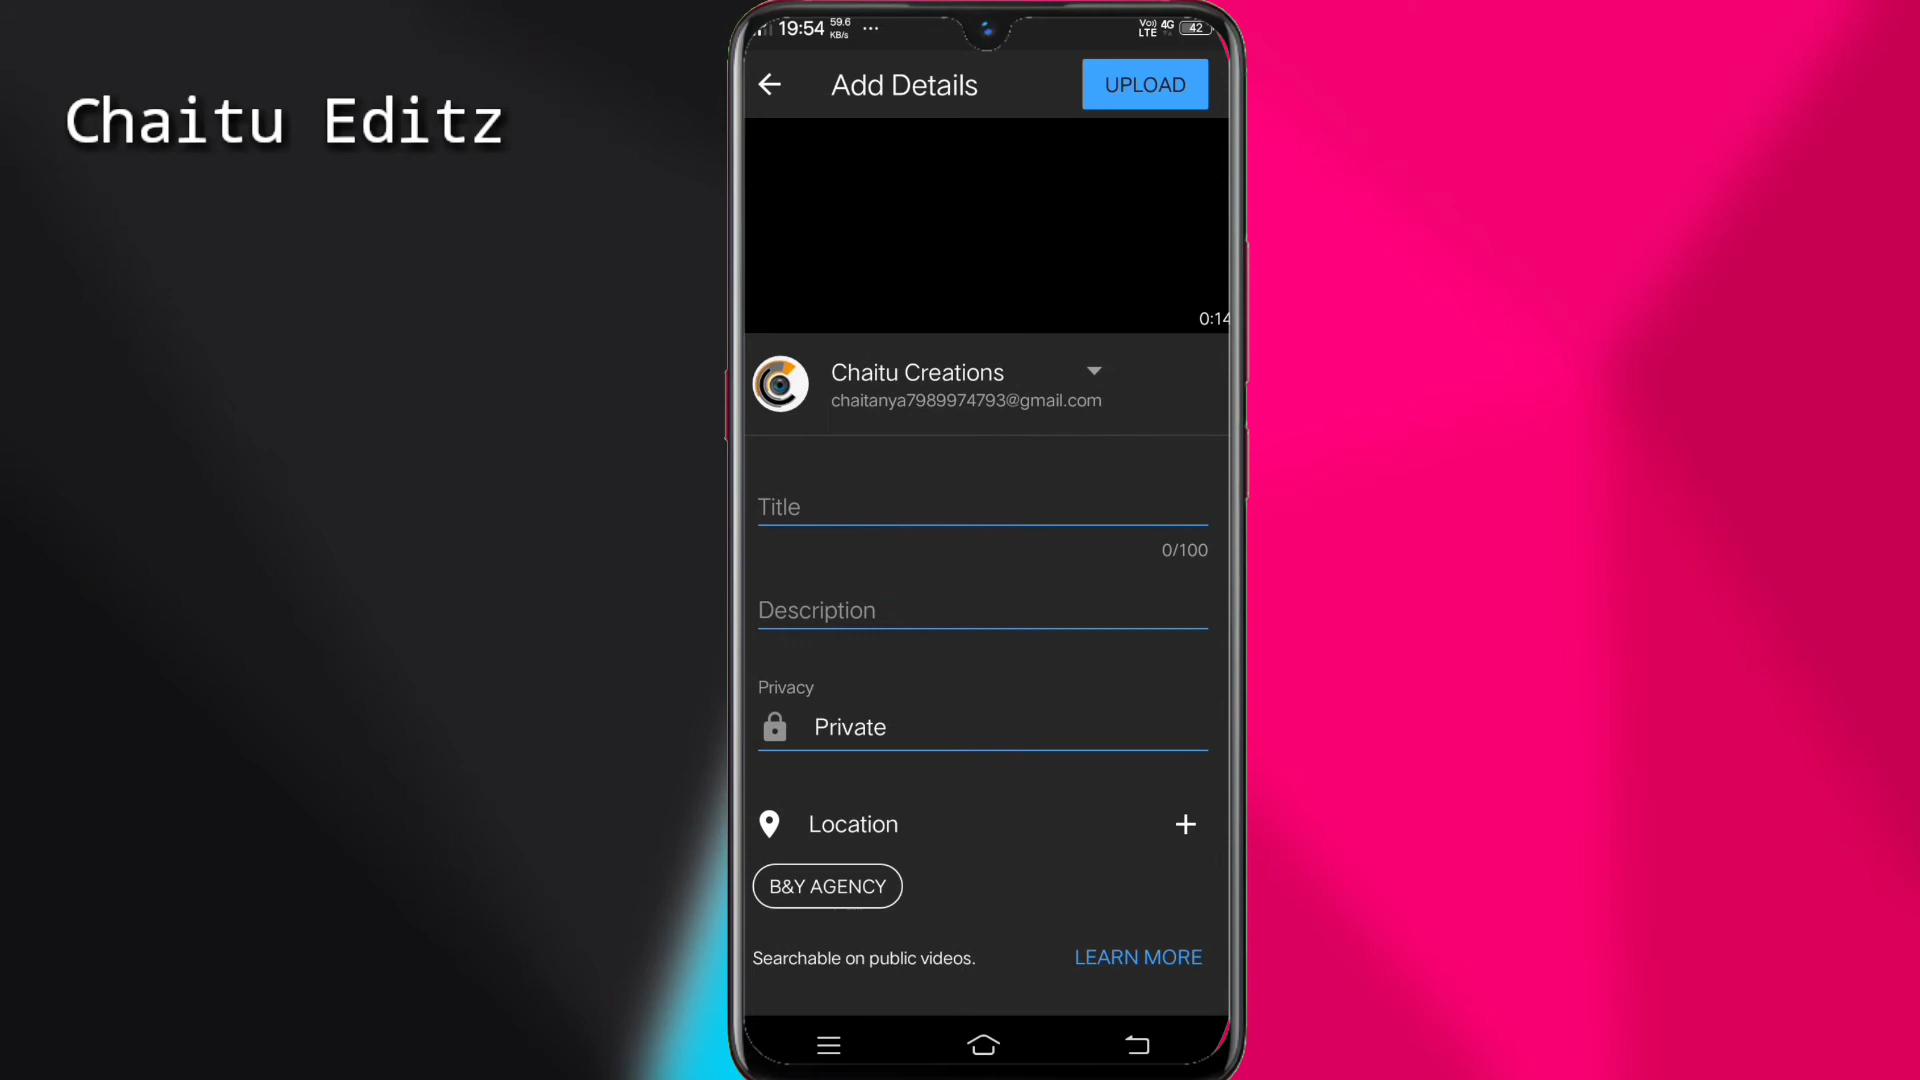 Chaitu Editz
19:54 59.6 KB/s ...
Vo) LTE 4G 42
Add Details
UPLOAD
0:14
Chaitu Creations
chaitanya7989974793@gmail.com
Title
0/100
Description
Privacy
Private
Location
+
B&Y AGENCY
Searchable on public videos.
LEARN MORE